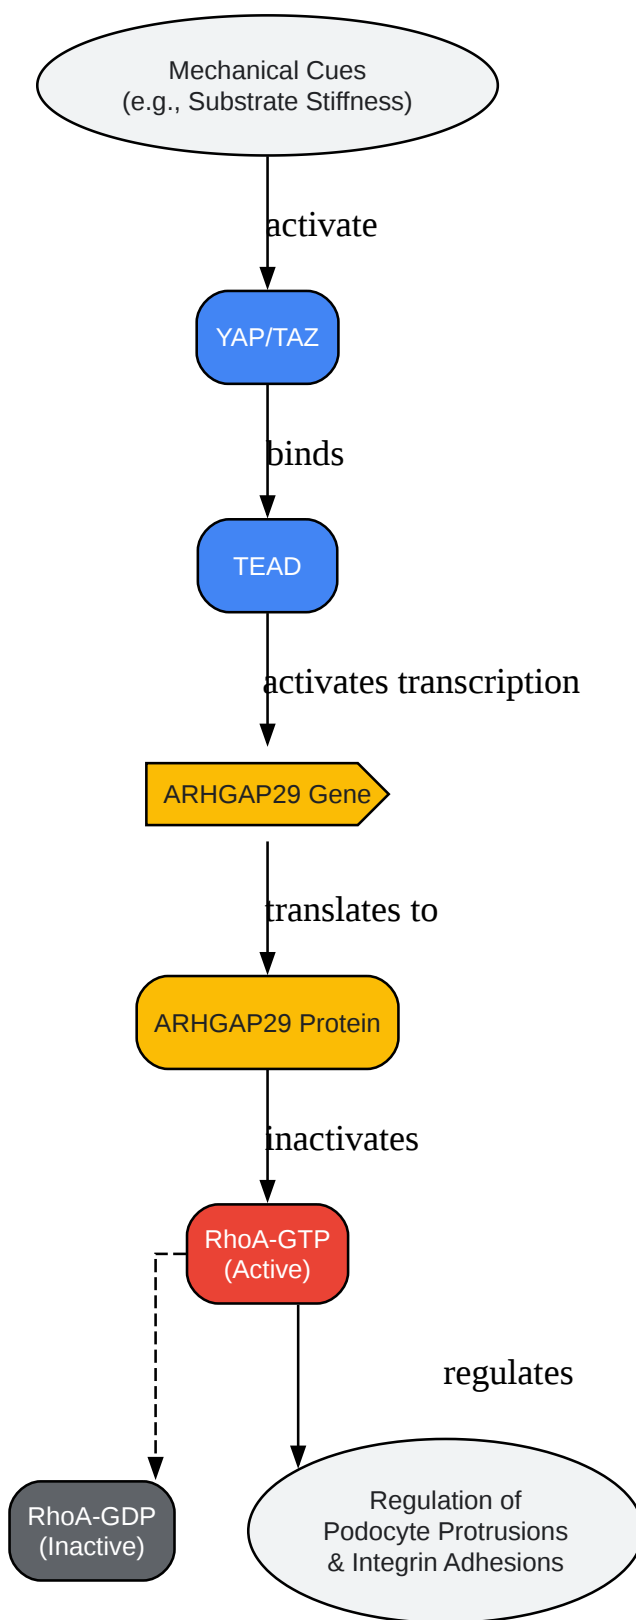 Mechanical Cues
(e.g., Substrate Stiffness)
activate
YAP/TAZ
binds
TEAD
activates transcription
ARHGAP29 Gene
translates to
ARHGAP29 Protein
inactivates
RhoA-GTP
(Active)
regulates
RhoA-GDP
(Inactive)
Regulation of
Podocyte Protrusions
& Integrin Adhesions